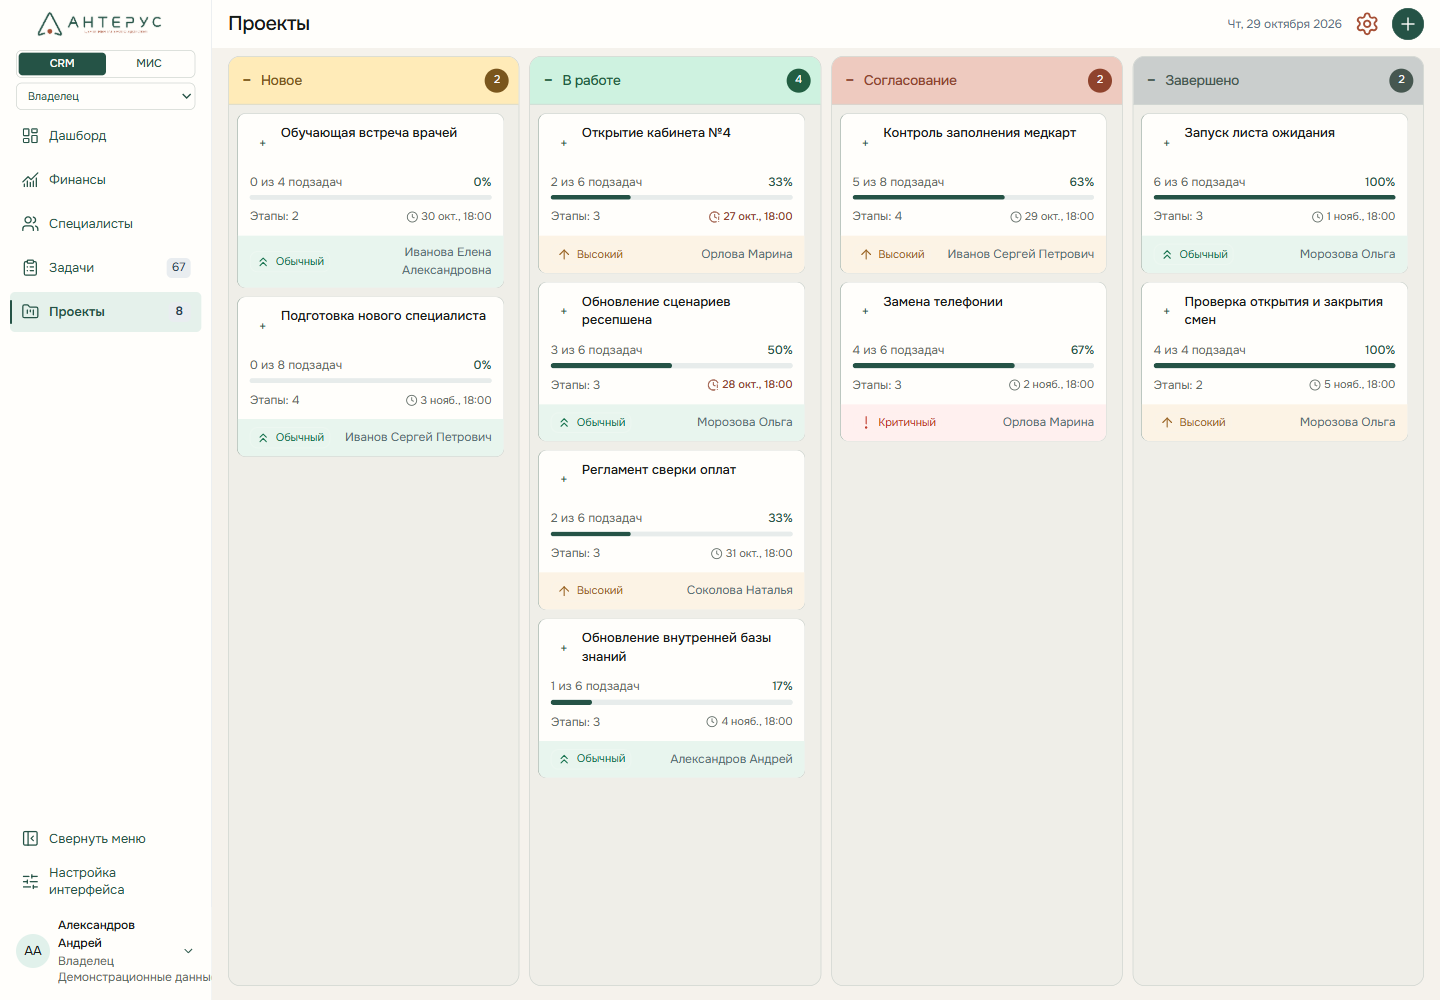 АНТЕРУС
CRM
МИС
Владелец
Дашборд
Финансы
Специалисты
Задачи
67
Проекты
8
Свернуть меню
Настройка
интерфейса
АА
Александров
Андрей
Владелец
Демонстрационные данны
Проекты
Чт, 29 октября 2026
Новое
2
Обучающая встреча врачей
0 из 4 подзадач
0%
Этапы: 2
30 окт., 18:00
Обычный
Иванова Елена
Александровна
Подготовка нового специалиста
0 из 8 подзадач
0%
Этапы: 4
3 нояб., 18:00
Обычный
Иванов Сергей Петрович
В работе
4
Открытие кабинета №4
2 из 6 подзадач
33%
Этапы: 3
27 окт., 18:00
Высокий
Орлова Марина
Обновление сценариев
ресепшена
3 из 6 подзадач
50%
Этапы: 3
28 окт., 18:00
Обычный
Морозова Ольга
Регламент сверки оплат
2 из 6 подзадач
33%
Этапы: 3
31 окт., 18:00
Высокий
Соколова Наталья
Обновление внутренней базы
знаний
1 из 6 подзадач
17%
Этапы: 3
4 нояб., 18:00
Обычный
Александров Андрей
Согласование
2
Контроль заполнения медкарт
5 из 8 подзадач
63%
Этапы: 4
29 окт., 18:00
Высокий
Иванов Сергей Петрович
Замена телефонии
4 из 6 подзадач
67%
Этапы: 3
2 нояб., 18:00
Критичный
Орлова Марина
Завершено
2
Запуск листа ожидания
6 из 6 подзадач
100%
Этапы: 3
1 нояб., 18:00
Обычный
Морозова Ольга
Проверка открытия и закрытия
смен
4 из 4 подзадач
100%
Этапы: 2
5 нояб., 18:00
Высокий
Морозова Ольга